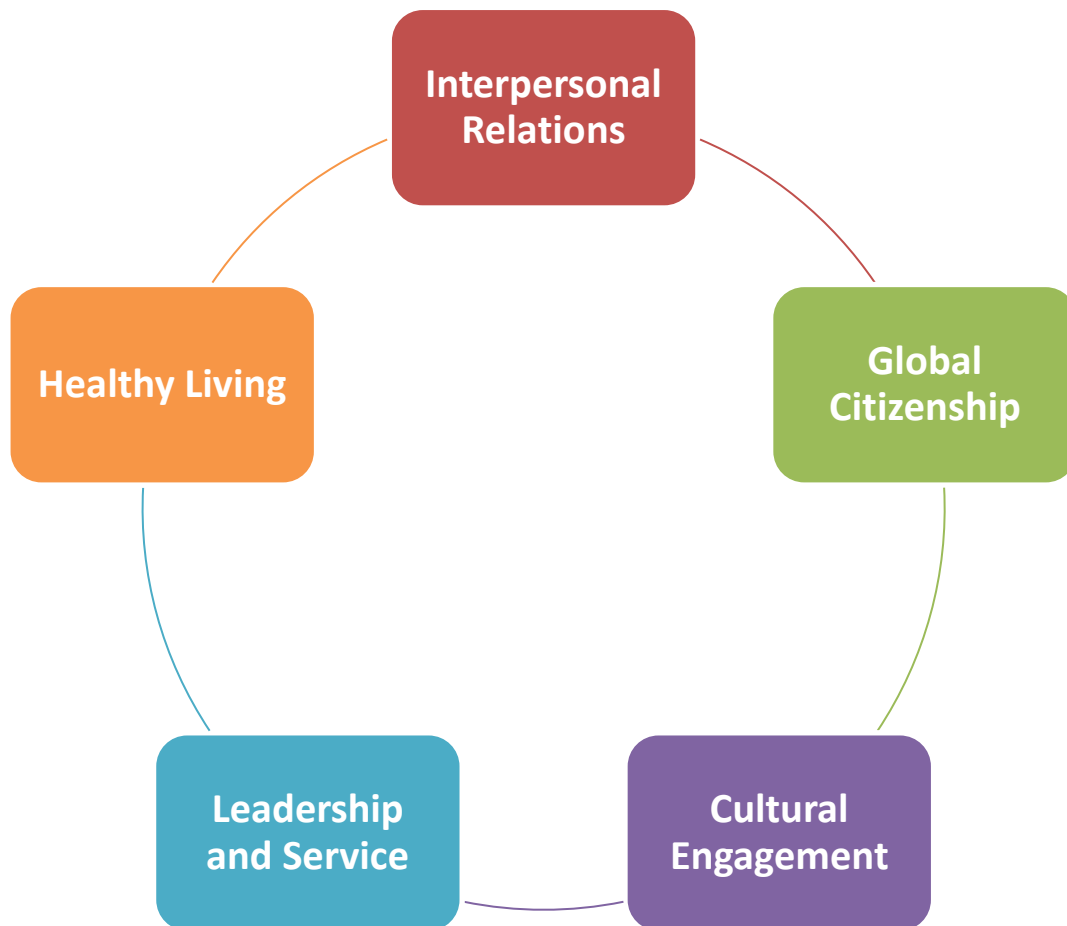 Interpersonal
Relations
Global
Citizenship
Cultural
Engagement
Leadership
and Service
Healthy Living